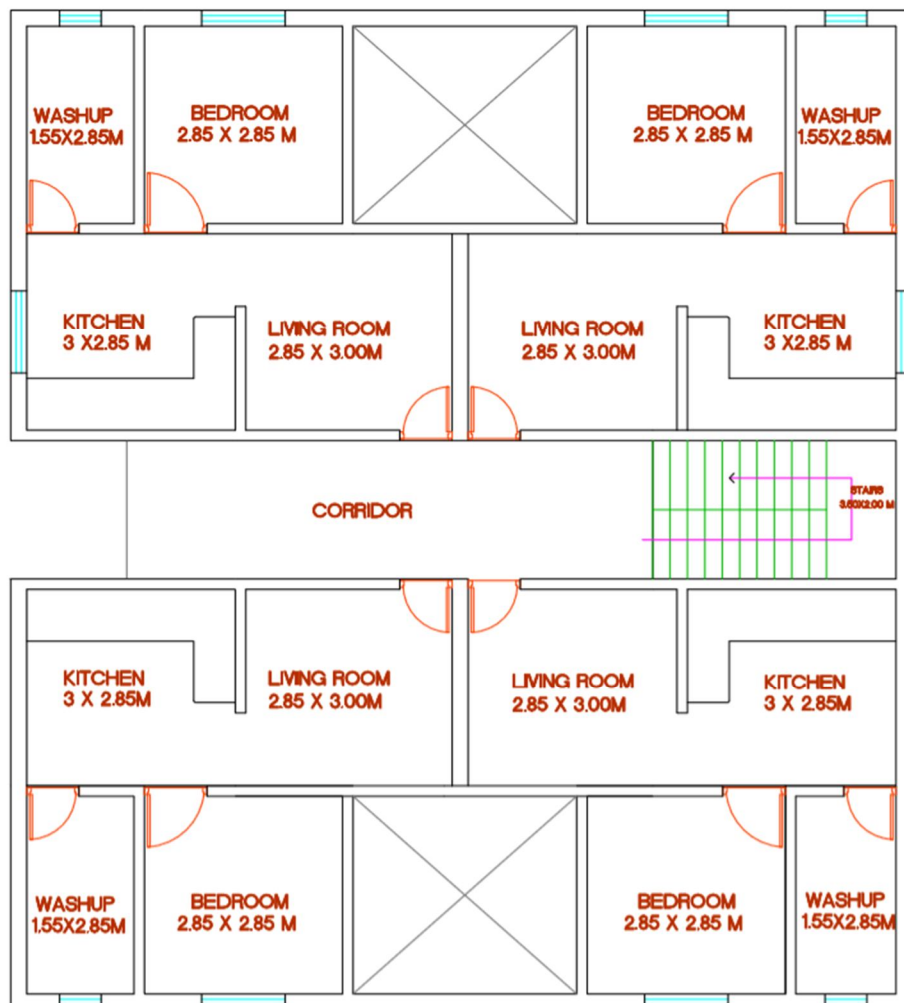 WASHUP
1.55X2.85M
BEDROOM
2.85 X 2.85 M
BEDROOM
2.85 X 2.85 M
WASHUP
1.55X2.85M
KITCHEN
3 X2.85 M
LIVING ROOM
2.85 X 3.00M
LIVING ROOM
2.85 X 3.00M
KITCHEN
3 X2.85 M
CORRIDOR
STAIRS
3.60X2.00 M
KITCHEN
3 X 2.85M
LIVING ROOM
2.85 X 3.00M
LIVING ROOM
2.85 X 3.00M
KITCHEN
3 X 2.85M
WASHUP
1.55X2.85M
BEDROOM
2.85 X 2.85 M
BEDROOM
2.85 X 2.85 M
WASHUP
1.55X2.85M